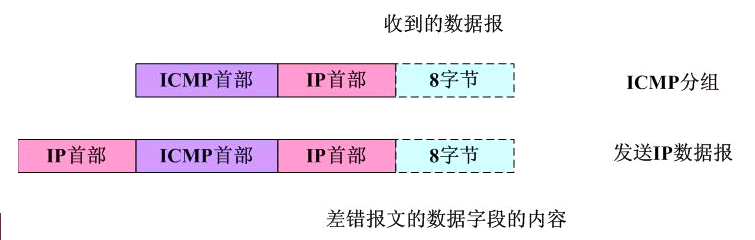 收到的数据报
ICMP首部 IP首部 8字节 ICMP分组
IP首部 ICMP首部 IP首部 8字节 发送IP数据报
差错报文的数据字段的内容